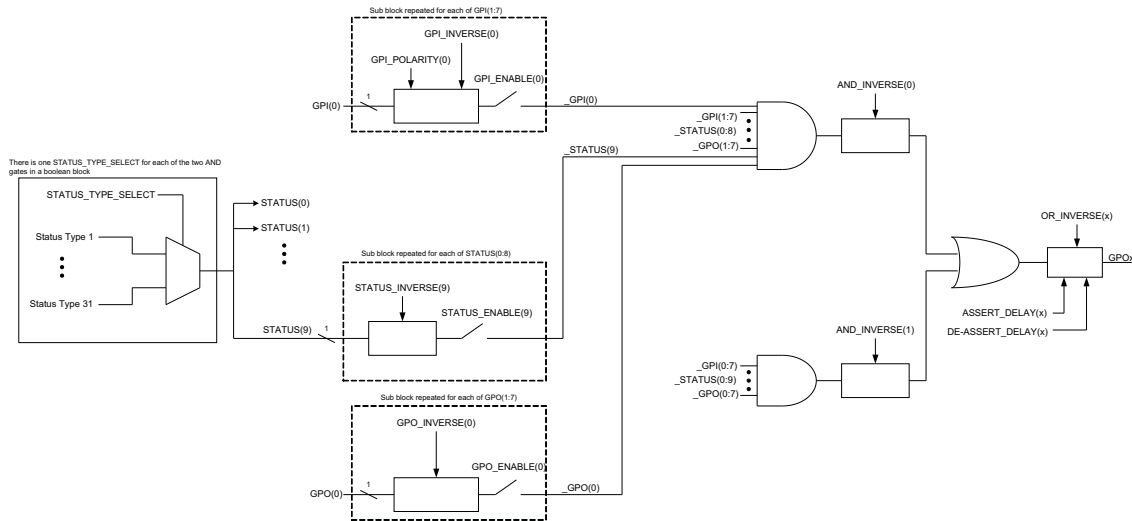 Sub block repeated for each of GPI(1:7)
GPI_INVERSE(0)
GPI_POLARITY(0)
GPI_ENABLE(0)
GPI(0)
1
_GPI(0)
_GPI(1:7)
_STATUS(0:8)
_GPO(1:7)
AND_INVERSE(0)
_STATUS(9)
There is one STATUS_TYPE_SELECT for each of the two AND
gates in a boolean block
STATUS_TYPE_SELECT
Status Type 1
Status Type 31
STATUS(0)
STATUS(1)
Sub block repeated for each of STATUS(0:8)
STATUS_INVERSE(9)
STATUS_ENABLE(9)
STATUS(9)
1
OR_INVERSE(x)
GPOx
ASSERT_DELAY(x)
DE-ASSERT_DELAY(x)
AND_INVERSE(1)
_GPI(0:7)
_STATUS(0:9)
_GPO(0:7)
Sub block repeated for each of GPO(1:7)
GPO_INVERSE(0)
GPO_ENABLE(0)
GPO(0)
1
_GPO(0)